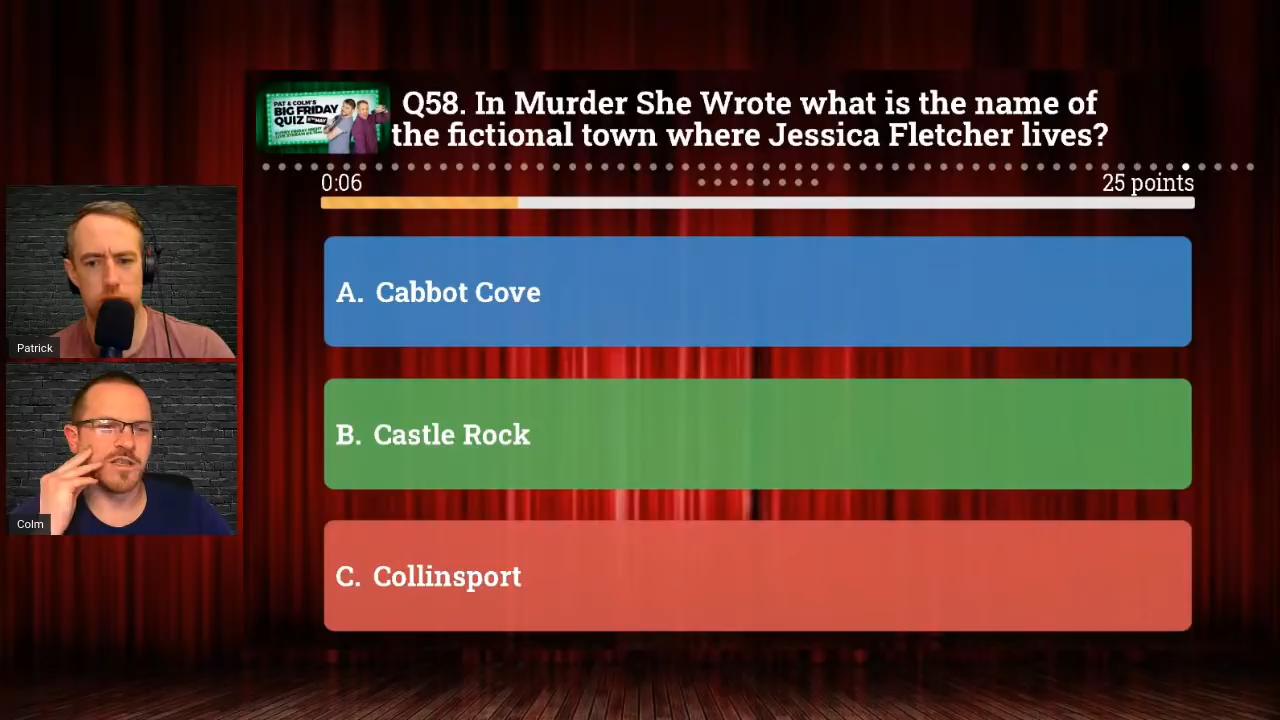 PAT & COLM'S
BIG FRIDAY
QUIZ
Q58. In Murder She Wrote what is the name of
the fictional town where Jessica Fletcher lives?
0:06
25 points
A. Cabbot Cove
B. Castle Rock
C. Collinsport
Patrick
Colm